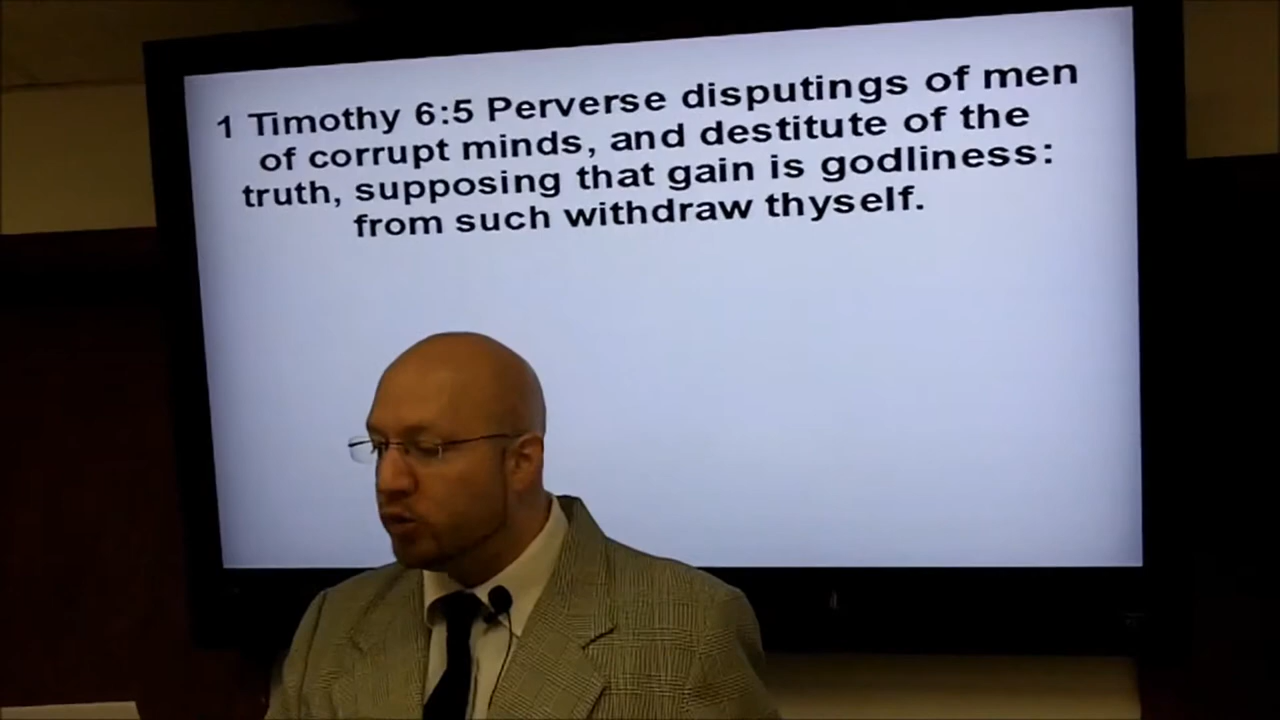 1 Timothy 6:5 Perverse disputings of men
of corrupt minds, and destitute of the
truth, supposing that gain is godliness:
from such withdraw thyself.